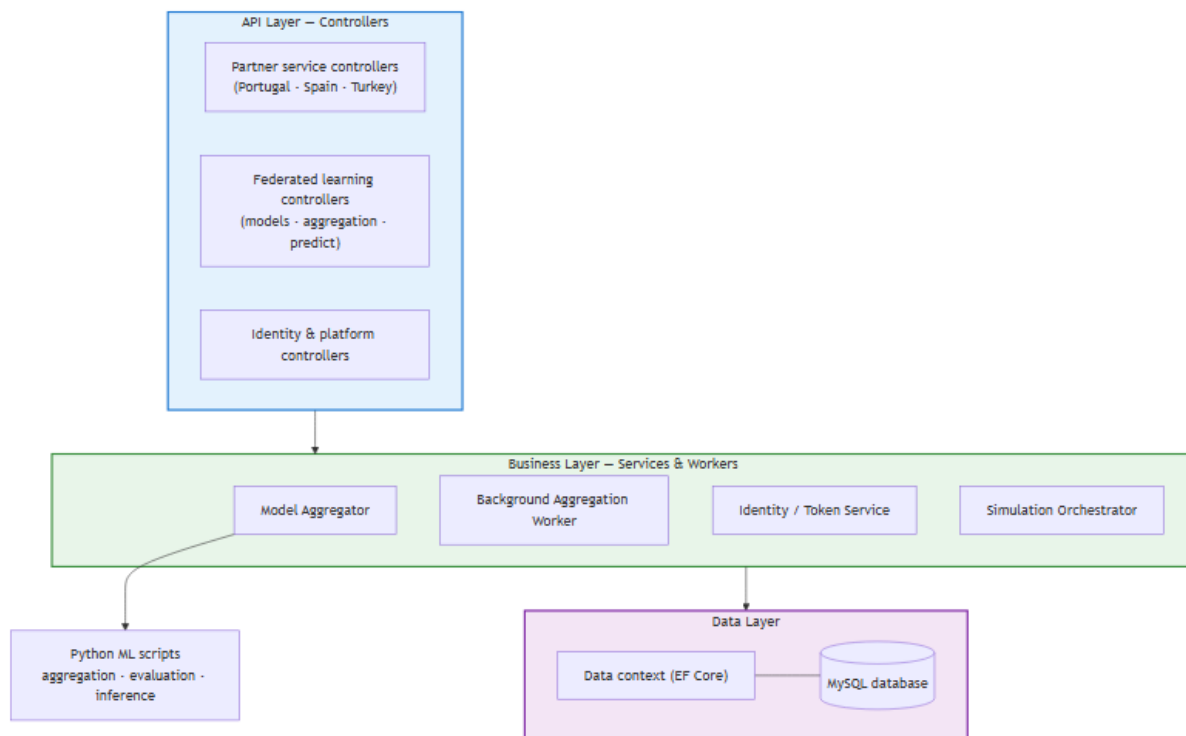 API Layer — Controllers
Partner service controllers
(Portugal · Spain · Turkey)
Federated learning
controllers
(models · aggregation ·
predict)
Identity & platform
controllers
Business Layer — Services & Workers
Model Aggregator
Background Aggregation
Worker
Identity / Token Service
Simulation Orchestrator
Python ML scripts
aggregation · evaluation ·
inference
Data Layer
Data context (EF Core)
MySQL database